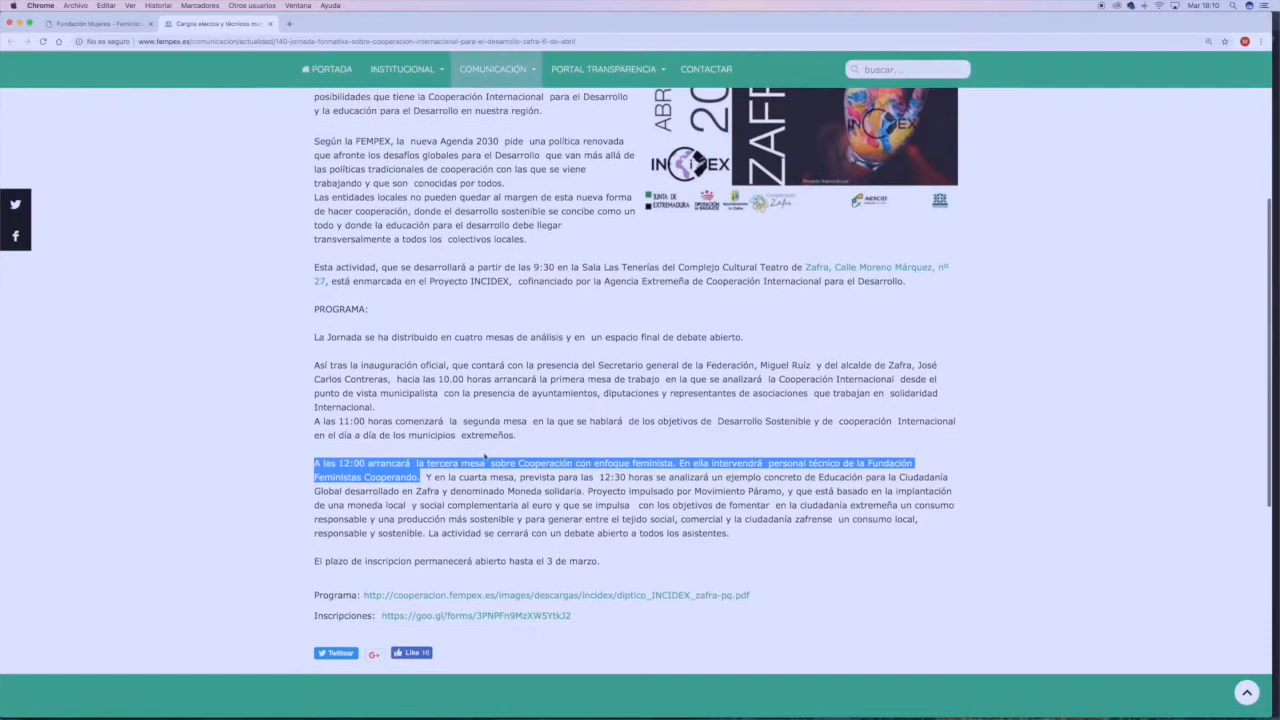 Chrome Archivo Editar Ver Historial Marcadores Otros usuarios Ventana Ayuda Mar 18:10
Fundación Mujeres - Feminist Cargos electos y técnicos mun
No es seguro www.fempex.es/comunicacion/actualidad/140-jornada-formativa-sobre-cooperacion-internacional-para-el-desarrollo-zafra-6-de-abril
PORTADA INSTITUCIONAL COMUNICACIÓN PORTAL TRANSPARENCIA CONTACTAR buscar...
posibilidades que tiene la Cooperación Internacional para el Desarrollo
y la educación para el Desarrollo en nuestra región.
Según la FEMPEX, la nueva Agenda 2030 pide una política renovada
que afronte los desafíos globales para el Desarrollo que van más allá de
las políticas tradicionales de cooperación con las que se viene
trabajando y que son conocidas por todos.
Las entidades locales no pueden quedar al margen de esta nueva forma
de hacer cooperación, donde el desarrollo sostenible se concibe como un
todo y donde la educación para el desarrollo debe llegar
transversalmente a todos los colectivos locales.
ABR
20
ZAFR
INCIDEX
INCIDEX
JUNTA DE EXTREMADURA
DIPUTACIÓN DE BADAJOZ
Cooperación Zafra
AEXCID
Esta actividad, que se desarrollará a partir de las 9:30 en la Sala Las Tenerías del Complejo Cultural Teatro de Zafra, Calle Moreno Márquez, nº
27, está enmarcada en el Proyecto INCIDEX, cofinanciado por la Agencia Extremeña de Cooperación Internacional para el Desarrollo.
PROGRAMA:
La Jornada se ha distribuido en cuatro mesas de análisis y en un espacio final de debate abierto.
Así tras la inauguración oficial, que contará con la presencia del Secretario general de la Federación, Miguel Ruíz y del alcalde de Zafra, José
Carlos Contreras, hacia las 10.00 horas arrancará la primera mesa de trabajo en la que se analizará la Cooperación Internacional desde el
punto de vista municipalista con la presencia de ayuntamientos, diputaciones y representantes de asociaciones que trabajan en solidaridad
Internacional.
A las 11:00 horas comenzará la segunda mesa en la que se hablará de los objetivos de Desarrollo Sostenible y de cooperación Internacional
en el día a día de los municipios extremeños.
A las 12:00 arrancará la tercera mesa sobre Cooperación con enfoque feminista. En ella intervendrá personal técnico de la Fundación
Feministas Cooperando. Y en la cuarta mesa, prevista para las 12:30 horas se analizará un ejemplo concreto de Educación para la Ciudadanía
Global desarrollado en Zafra y denominado Moneda solidaria. Proyecto impulsado por Movimiento Páramo, y que está basado en la implantación
de una moneda local y social complementaria al euro y que se impulsa con los objetivos de fomentar en la ciudadanía extremeña un consumo
responsable y una producción más sostenible y para generar entre el tejido social, comercial y la ciudadanía zafrense un consumo local,
responsable y sostenible. La actividad se cerrará con un debate abierto a todos los asistentes.
El plazo de inscripcion permanecerá abierto hasta el 3 de marzo.
Programa: http://cooperacion.fempex.es/images/descargas/incidex/diptico_INCIDEX_zafra-pq.pdf
Inscripciones: https://goo.gl/forms/3PNPFn9MzXWSYtkJ2
Twittear G+ Like 16